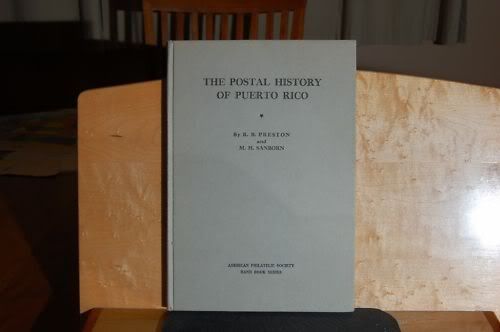 THE POSTAL HISTORY
OF PUERTO RICO
By R. B. PRESTON
and
M. H. SANBORN
AMERICAN PHILATELIC SOCIETY
HAND BOOK SERIES